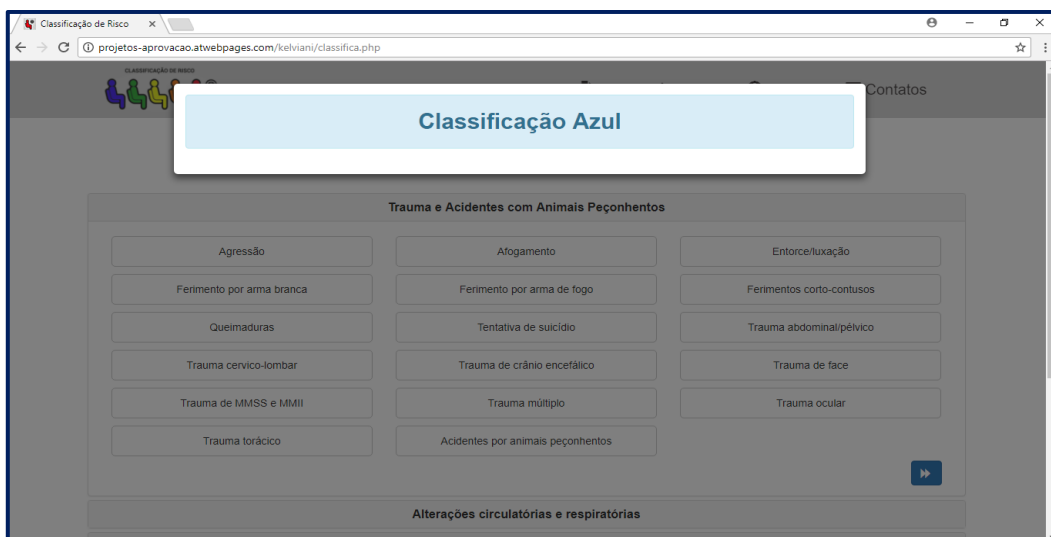 Classificação de Risco
projetos-aprovacao.atwebpages.com/kelviani/classifica.php
CLASSIFICAÇÃO DE RISCO
Contatos
Classificação Azul
Trauma e Acidentes com Animais Peçonhentos
Agressão Afogamento Entorce/luxação
Ferimento por arma branca Ferimento por arma de fogo Ferimentos corto-contusos
Queimaduras Tentativa de suicídio Trauma abdominal/pélvico
Trauma cervico-lombar Trauma de crânio encefálico Trauma de face
Trauma de MMSS e MMII Trauma múltiplo Trauma ocular
Trauma torácico Acidentes por animais peçonhentos
Alterações circulatórias e respiratórias